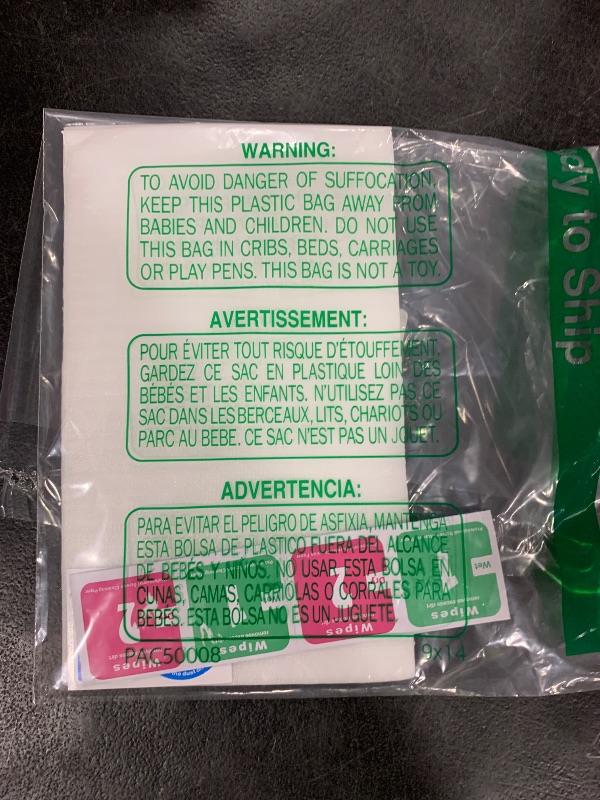 WARNING:
TO AVOID DANGER OF SUFFOCATION,
KEEP THIS PLASTIC BAG AWAY FROM
BABIES AND CHILDREN. DO NOT USE
THIS BAG IN CRIBS, BEDS, CARRIAGES
OR PLAY PENS. THIS BAG IS NOT A TOY.
AVERTISSEMENT:
POUR ÉVITER TOUT RISQUE D'ÉTOUFFEMENT,
GARDEZ CE SAC EN PLASTIQUE LOIN DES
BÉBÉS ET LES ENFANTS. N'UTILISEZ PAS CE
SAC DANS LES BERCEAUX, LITS, CHARIOTS OU
PARC AU BEBE. CE SAC N'EST PAS UN JOUET.
ADVERTENCIA:
PARA EVITAR EL PELIGRO DE ASFIXIA, MANTENGA
ESTA BOLSA DE PLASTICO FUERA DEL ALCANCE
DE BEBÉS Y NIÑOS. NO USAR ESTA BOLSA EN
CUNAS, CAMAS, CARRIOLAS O CORRALES PARA
BEBES. ESTA BOLSA NO ES UN JUGUETE.
PAC50008
9x14
dy to Ship
2
Wipes
Wipes
2
Wipes
Wet
1
Wipes